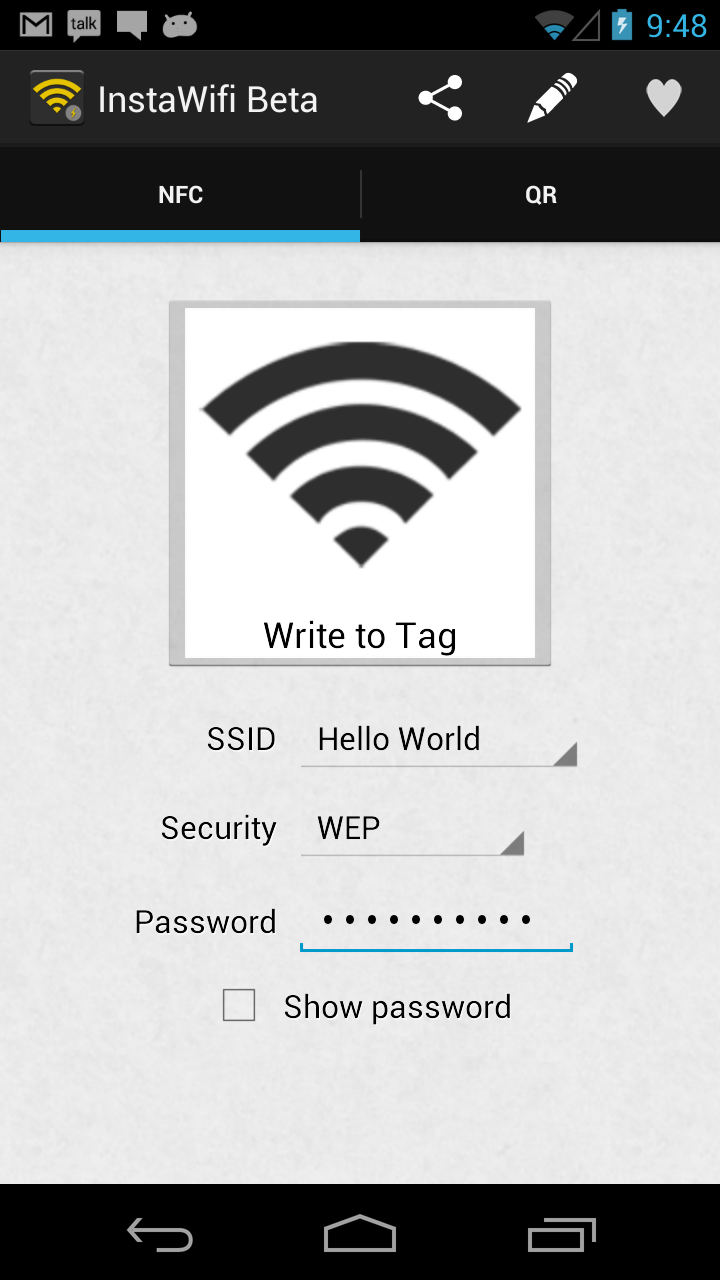 talk
9:48
InstaWifi Beta
NFC
QR
Write to Tag
SSID Hello World
Security WEP
Password ••••••••••
Show password